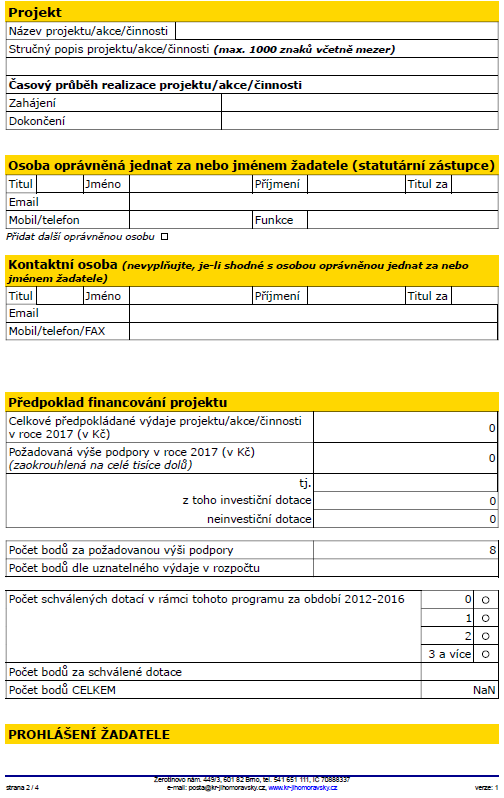 Projekt
Název projektu/akce/činnosti
Stručný popis projektu/akce/činnosti (max. 1000 znaků včetně mezer)
Časový průběh realizace projektu/akce/činnosti
Zahájení
Dokončení
Osoba oprávněná jednat za nebo jménem žadatele (statutární zástupce)
Titul Jméno Příjmení Titul za
Email
Mobil/telefon Funkce
Přidat další oprávněnou osobu
Kontaktní osoba (nevyplňujte, je-li shodné s osobou oprávněnou jednat za nebo
jménem žadatele)
Titul Jméno Příjmení Titul za
Email
Mobil/telefon/FAX
Předpoklad financování projektu
Celkové předpokládané výdaje projektu/akce/činnosti
v roce 2017 (v Kč) 0
Požadovaná výše podpory v roce 2017 (v Kč)
(zaokrouhlená na celé tisíce dolů) 0
tj.
z toho investiční dotace 0
neinvestiční dotace 0
Počet bodů za požadovanou výši podpory 8
Počet bodů dle uznatelného výdaje v rozpočtu
Počet schválených dotací v rámci tohoto programu za období 2012-2016 0
1
2
3 a více
Počet bodů za schválené dotace
Počet bodů CELKEM NaN
PROHLÁŠENÍ ŽADATELE
Žerotínovo nám. 449/3, 601 82 Brno, tel. 541 651 111, IČ 70888337
strana 2 / 4 e-mail: posta@kr-jihomoravsky.cz, www.kr-jihomoravsky.cz verze: 1